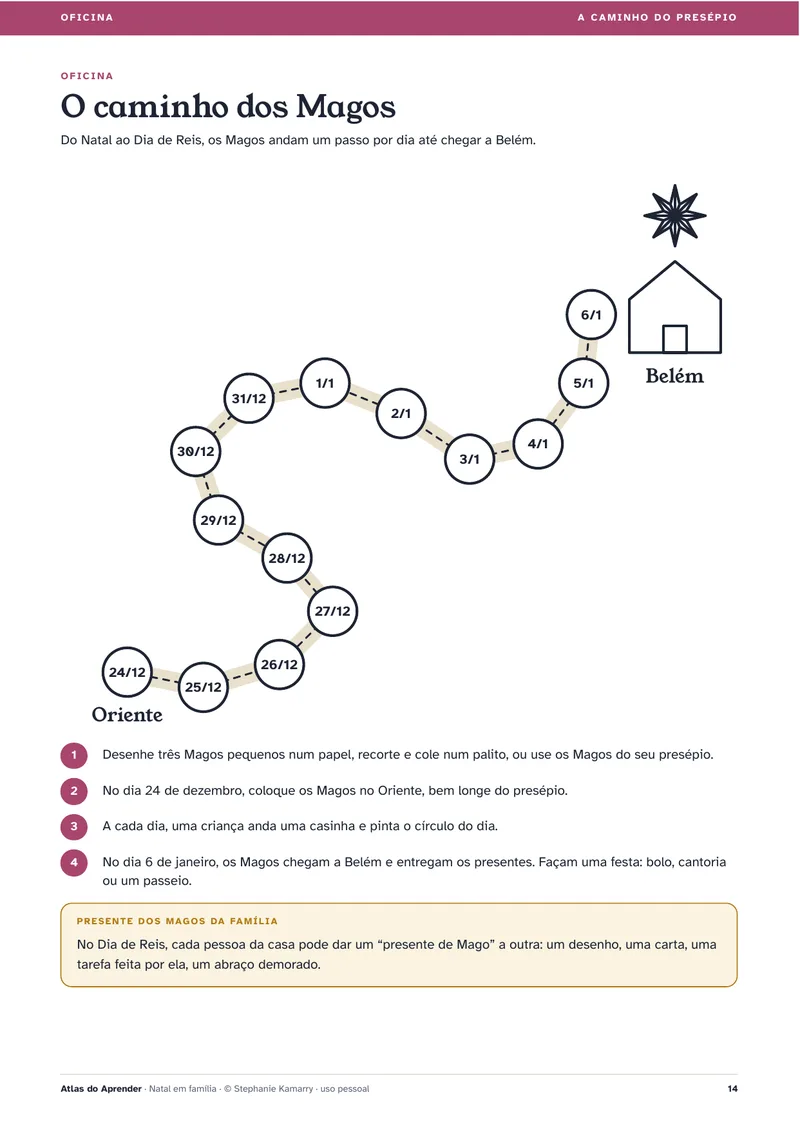 OFICINA
A CAMINHO DO PRESÉPIO
OFICINA
O caminho dos Magos
Do Natal ao Dia de Reis, os Magos andam um passo por dia até chegar a Belém.
6/1
Belém
5/1
1/1
31/12
2/1
4/1
3/1
30/12
29/12
28/12
27/12
26/12
24/12
25/12
Oriente
1 Desenhe três Magos pequenos num papel, recorte e cole num palito, ou use os Magos do seu presépio.
2 No dia 24 de dezembro, coloque os Magos no Oriente, bem longe do presépio.
3 A cada dia, uma criança anda uma casinha e pinta o círculo do dia.
4 No dia 6 de janeiro, os Magos chegam a Belém e entregam os presentes. Façam uma festa: bolo, cantoria
ou um passeio.
PRESENTE DOS MAGOS DA FAMÍLIA
No Dia de Reis, cada pessoa da casa pode dar um “presente de Mago” a outra: um desenho, uma carta, uma
tarefa feita por ela, um abraço demorado.
Atlas do Aprender · Natal em família · © Stephanie Kamarry · uso pessoal
14